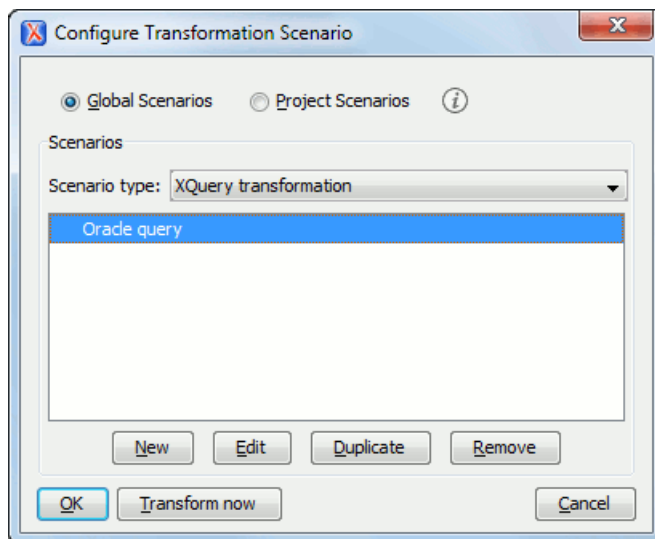 Configure Transformation Scenario
Global Scenarios Project Scenarios
Scenarios
Scenario type: XQuery transformation
Oracle query
New Edit Duplicate Remove
OK Transform now Cancel